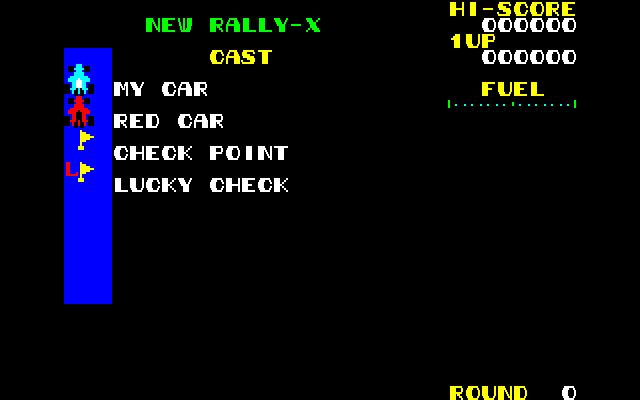 NEW RALLY-X
CAST
MY CAR
RED CAR
CHECK POINT
L
LUCKY CHECK
HI-SCORE
000000
1UP
000000
FUEL
ROUND 0